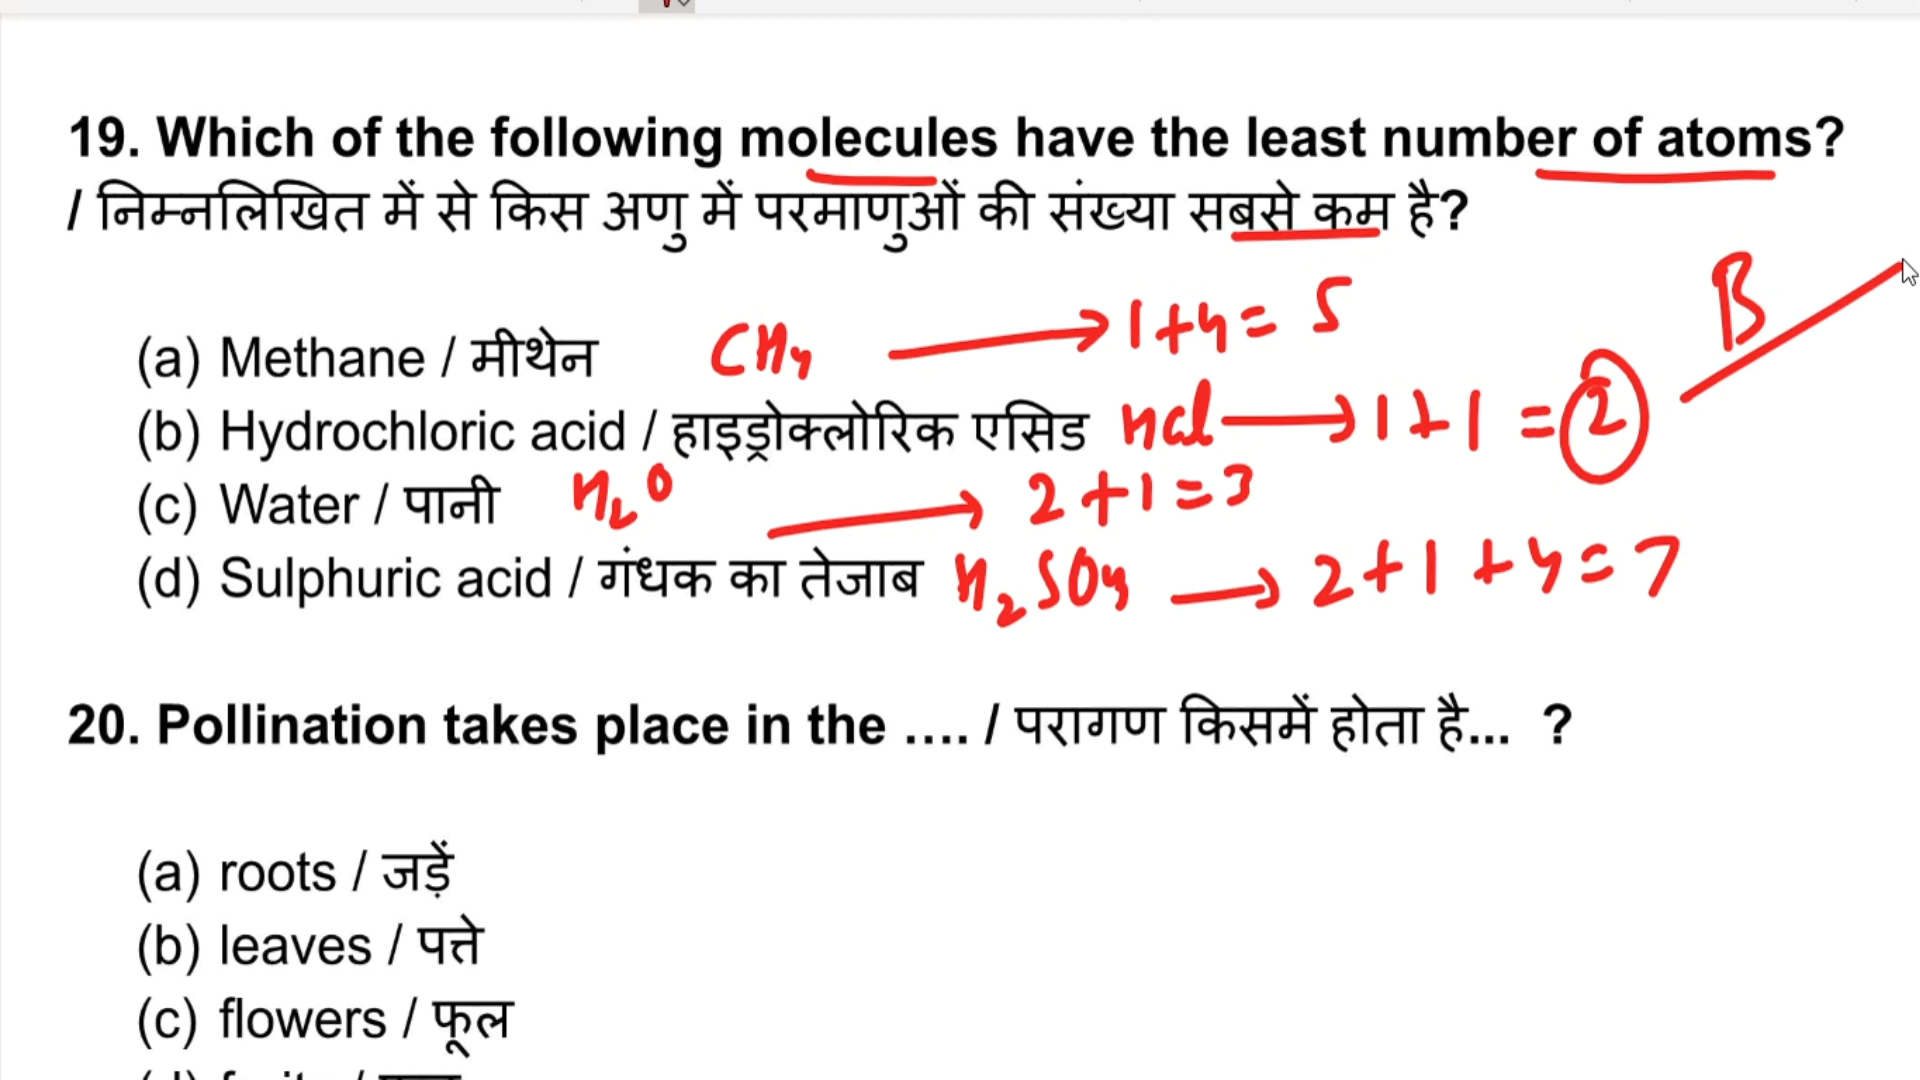 19. Which of the following molecules have the least number of atoms?
/ निम्नलिखित में से किस अणु में परमाणुओं की संख्या सबसे कम है?
B
(a) Methane / मीथेन CH4 → 1+4= 5
(b) Hydrochloric acid / हाइड्रोक्लोरिक एसिड Hcl → 1+1 = 2
(c) Water / पानी H2O → 2+1=3
(d) Sulphuric acid / गंधक का तेजाब H2SO4 → 2+1+4=7
20. Pollination takes place in the .... / परागण किसमें होता है... ?
(a) roots / जड़ें
(b) leaves / पत्ते
(c) flowers / फूल